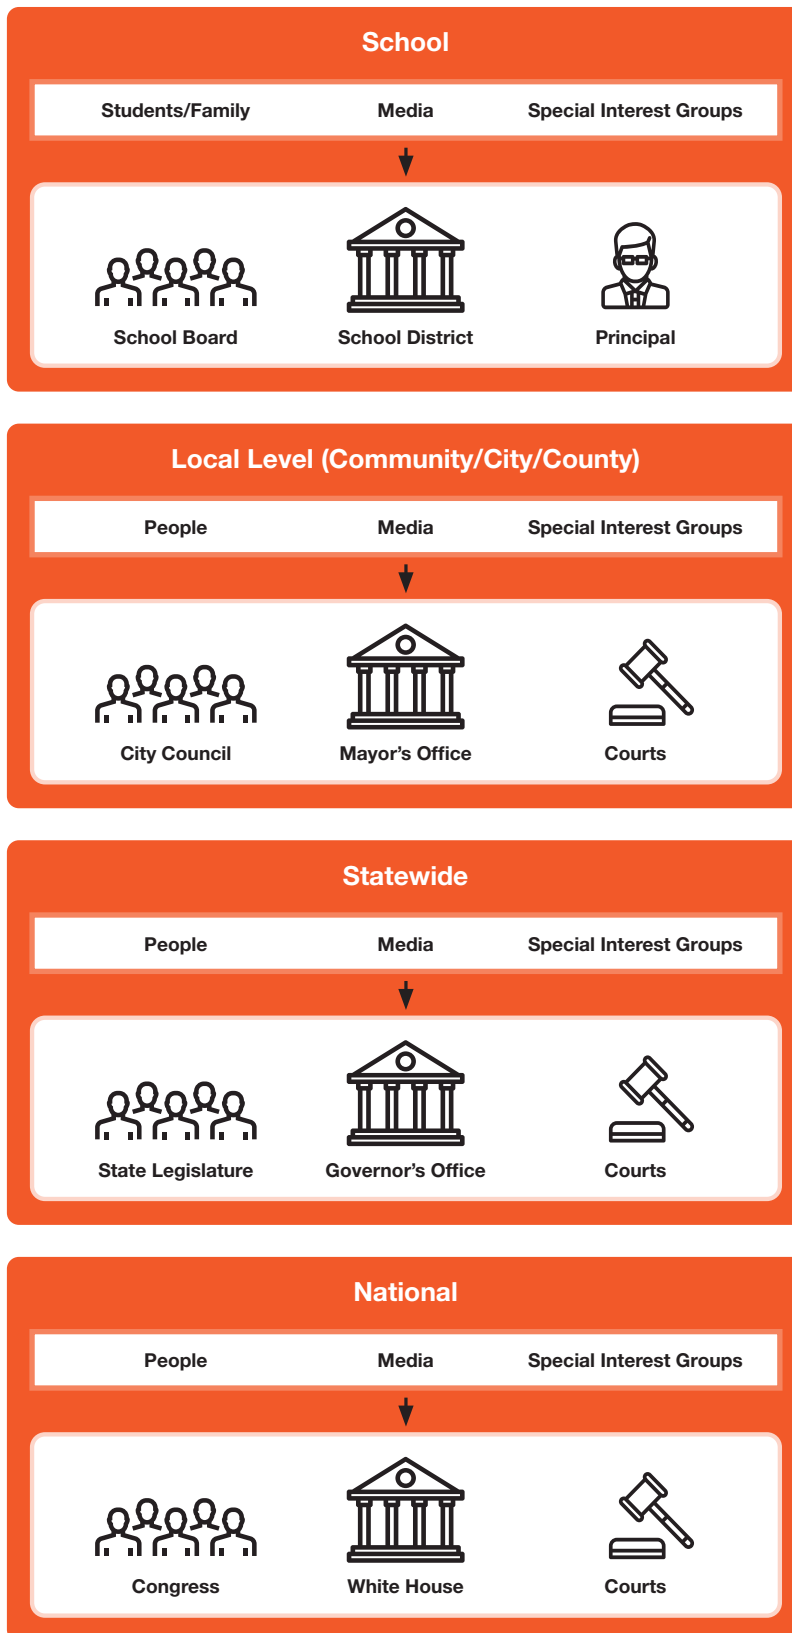 School
Students/Family Media Special Interest Groups
School Board School District Principal
Local Level (Community/City/County)
People Media Special Interest Groups
City Council Mayor’s Office Courts
Statewide
People Media Special Interest Groups
State Legislature Governor’s Office Courts
National
People Media Special Interest Groups
Congress White House Courts